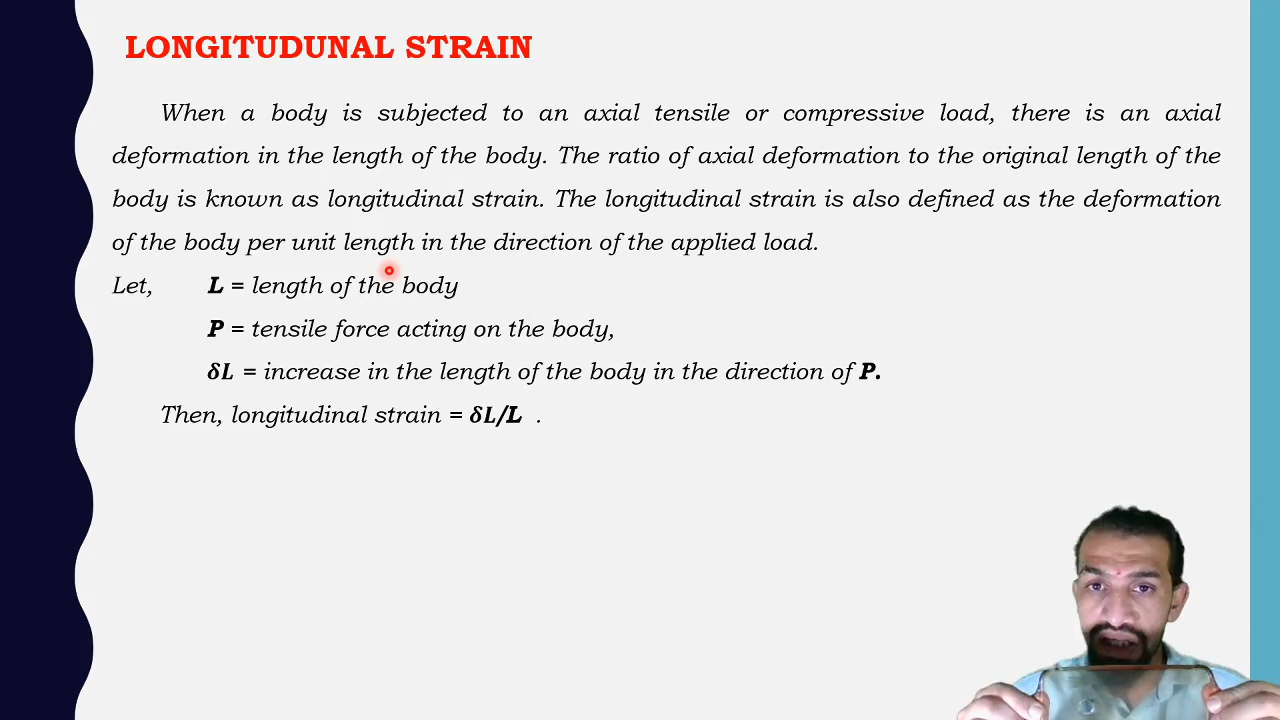 LONGITUDUNAL STRAIN
When a body is subjected to an axial tensile or compressive load, there is an axial
deformation in the length of the body. The ratio of axial deformation to the original length of the
body is known as longitudinal strain. The longitudinal strain is also defined as the deformation
of the body per unit length in the direction of the applied load.
Let, L = length of the body
P = tensile force acting on the body,
δL = increase in the length of the body in the direction of P.
Then, longitudinal strain = δL/L .